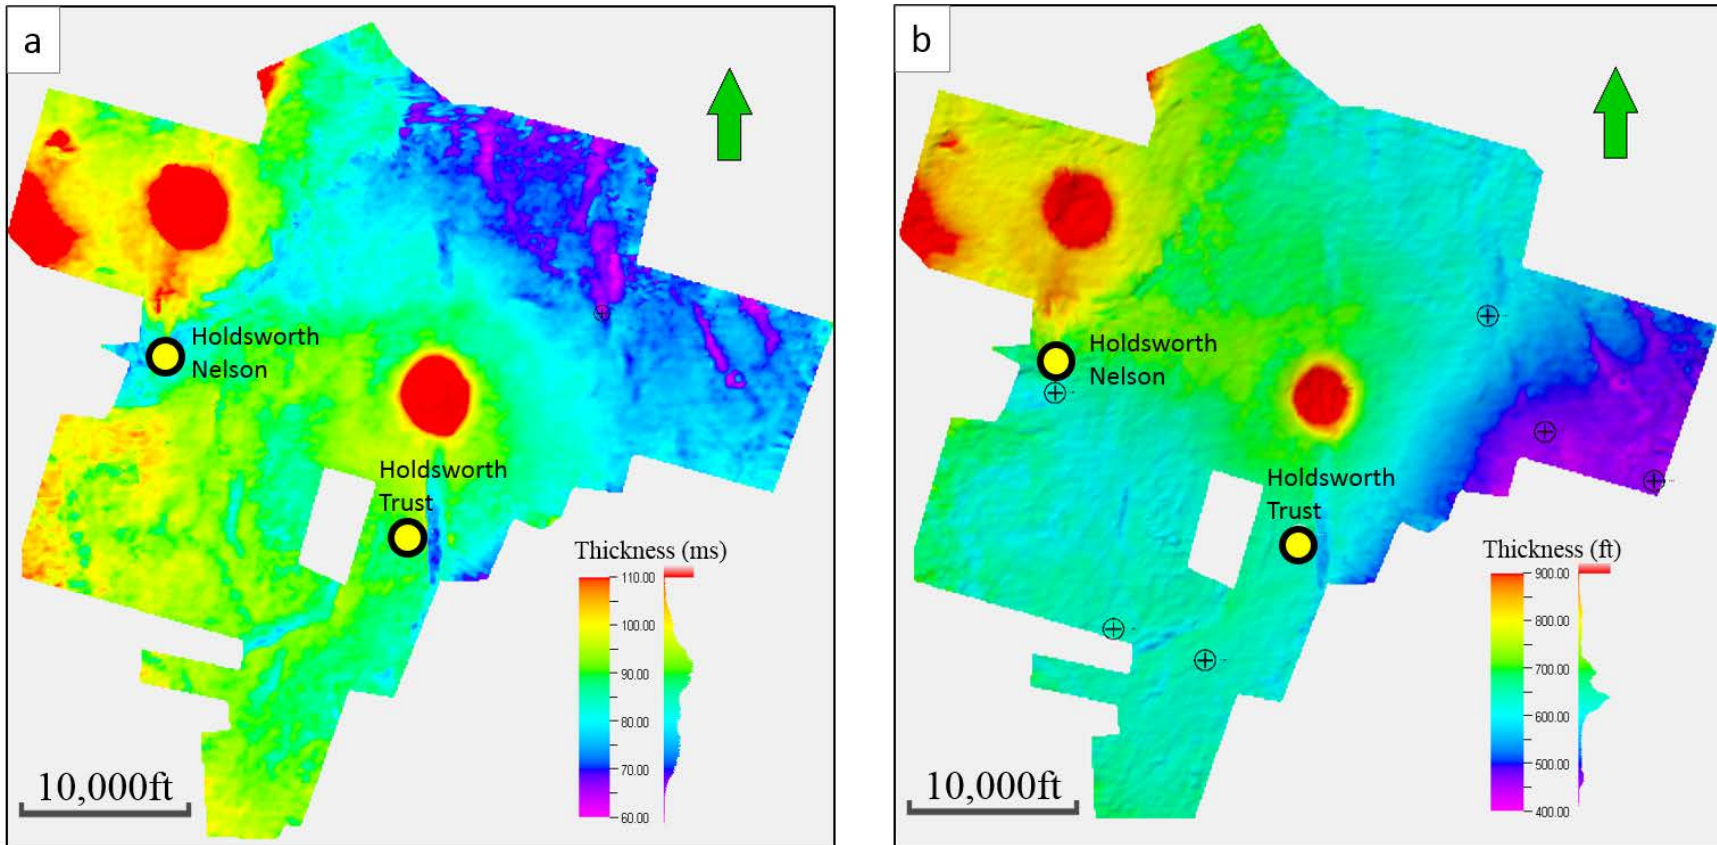 a
Holdsworth
Nelson
Holdsworth
Trust
Thickness (ms)
110.00
100.00
90.00
80.00
70.00
60.00
10,000ft
b
Holdsworth
Nelson
Holdsworth
Trust
Thickness (ft)
900.00
800.00
700.00
600.00
500.00
400.00
10,000ft